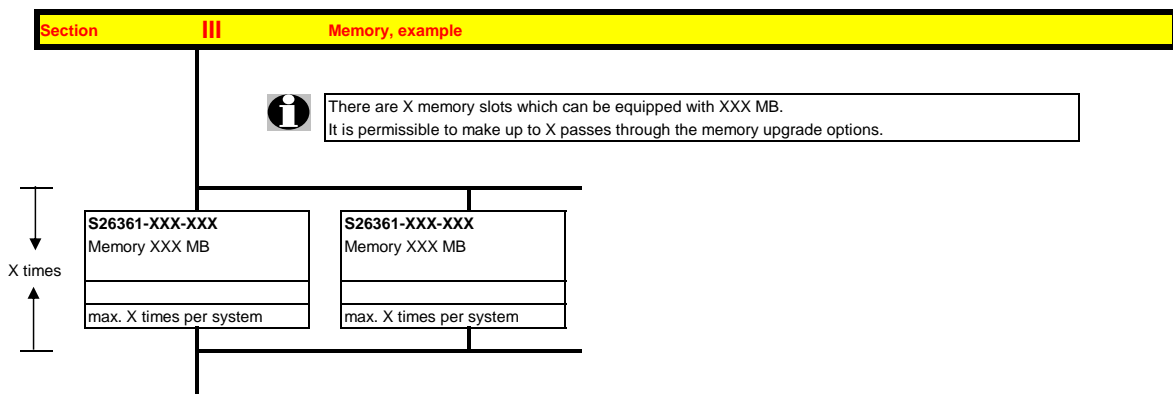 Section III Memory, example
There are X memory slots which can be equipped with XXX MB.
It is permissible to make up to X passes through the memory upgrade options.
S26361-XXX-XXX
Memory XXX MB
max. X times per system
S26361-XXX-XXX
Memory XXX MB
max. X times per system
X times